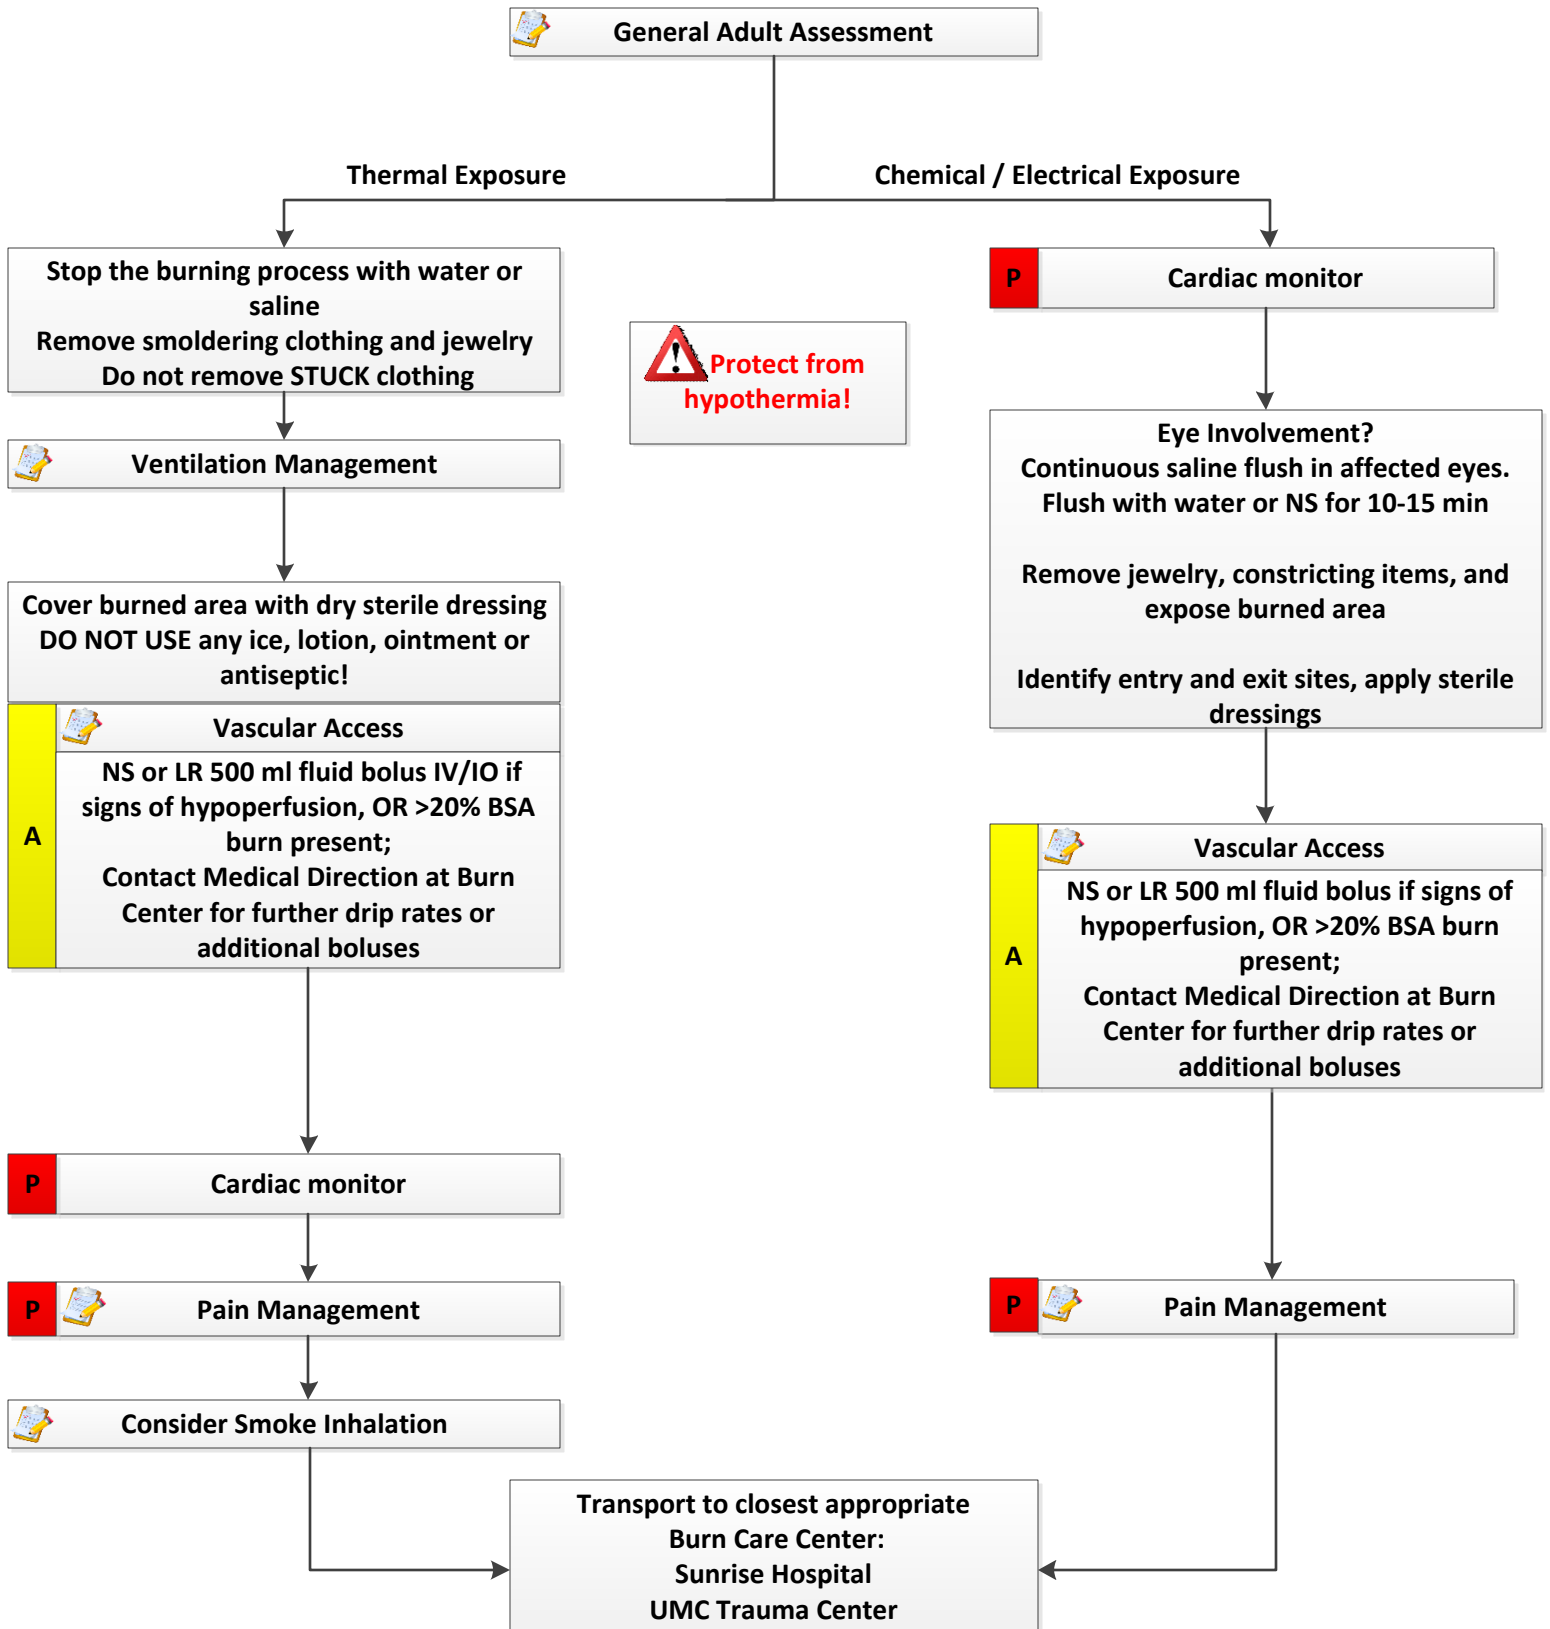 General Adult Assessment
Thermal Exposure
Chemical / Electrical Exposure
Stop the burning process with water or
saline
Remove smoldering clothing and jewelry
Do not remove STUCK clothing
P
Cardiac monitor
Protect from
hypothermia!
Ventilation Management
Eye Involvement?
Continuous saline flush in affected eyes.
Flush with water or NS for 10-15 min
Remove jewelry, constricting items, and
expose burned area
Identify entry and exit sites, apply sterile
dressings
Cover burned area with dry sterile dressing
DO NOT USE any ice, lotion, ointment or
antiseptic!
A
Vascular Access
NS or LR 500 ml fluid bolus IV/IO if
signs of hypoperfusion, OR >20% BSA
burn present;
Contact Medical Direction at Burn
Center for further drip rates or
additional boluses
A
Vascular Access
NS or LR 500 ml fluid bolus if signs of
hypoperfusion, OR >20% BSA burn
present;
Contact Medical Direction at Burn
Center for further drip rates or
additional boluses
P
Cardiac monitor
P
Pain Management
P
Pain Management
Consider Smoke Inhalation
Transport to closest appropriate
Burn Care Center:
Sunrise Hospital
UMC Trauma Center